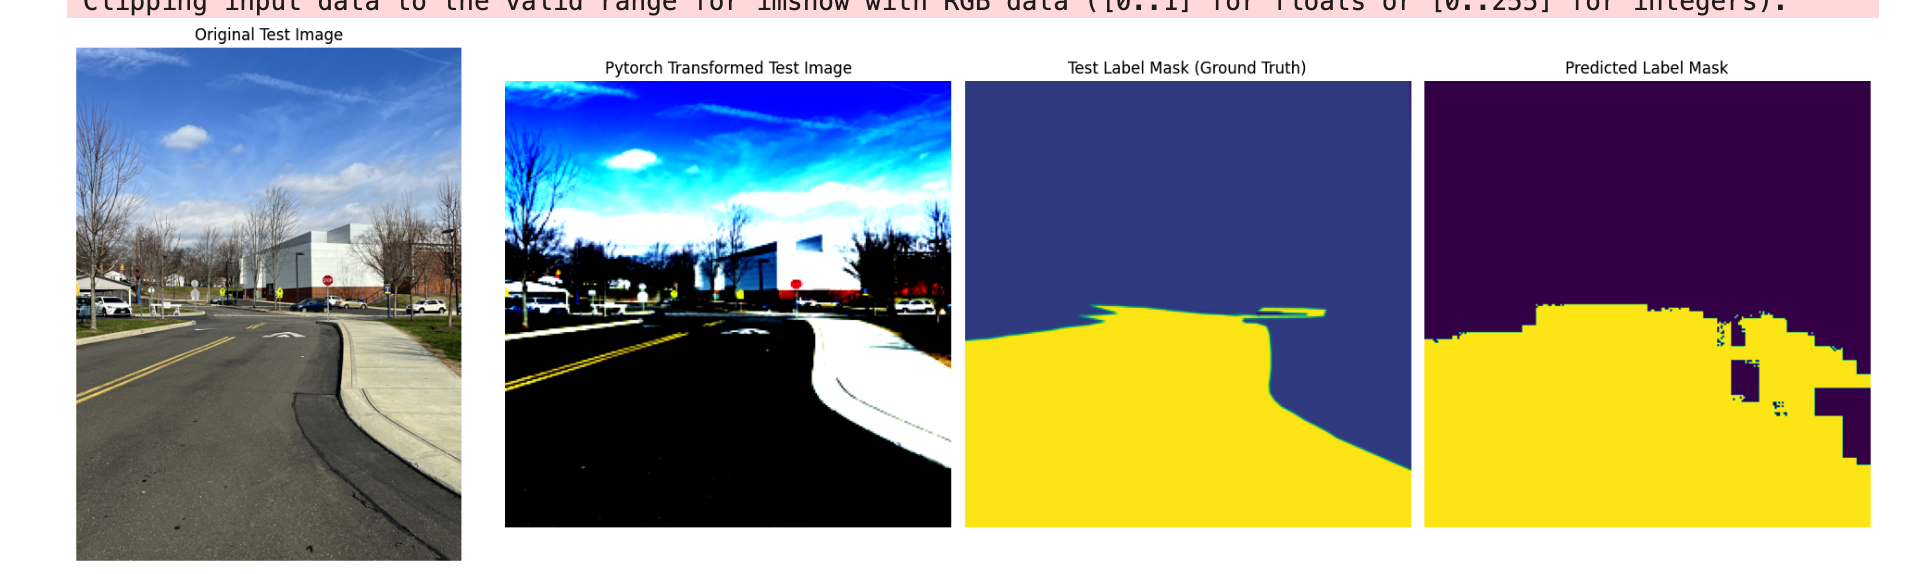 Clipping input data to the valid range for imshow with RGB data ([0..1] for floats or [0..255] for integers).
Original Test Image
Pytorch Transformed Test Image
Test Label Mask (Ground Truth)
Predicted Label Mask
STOP